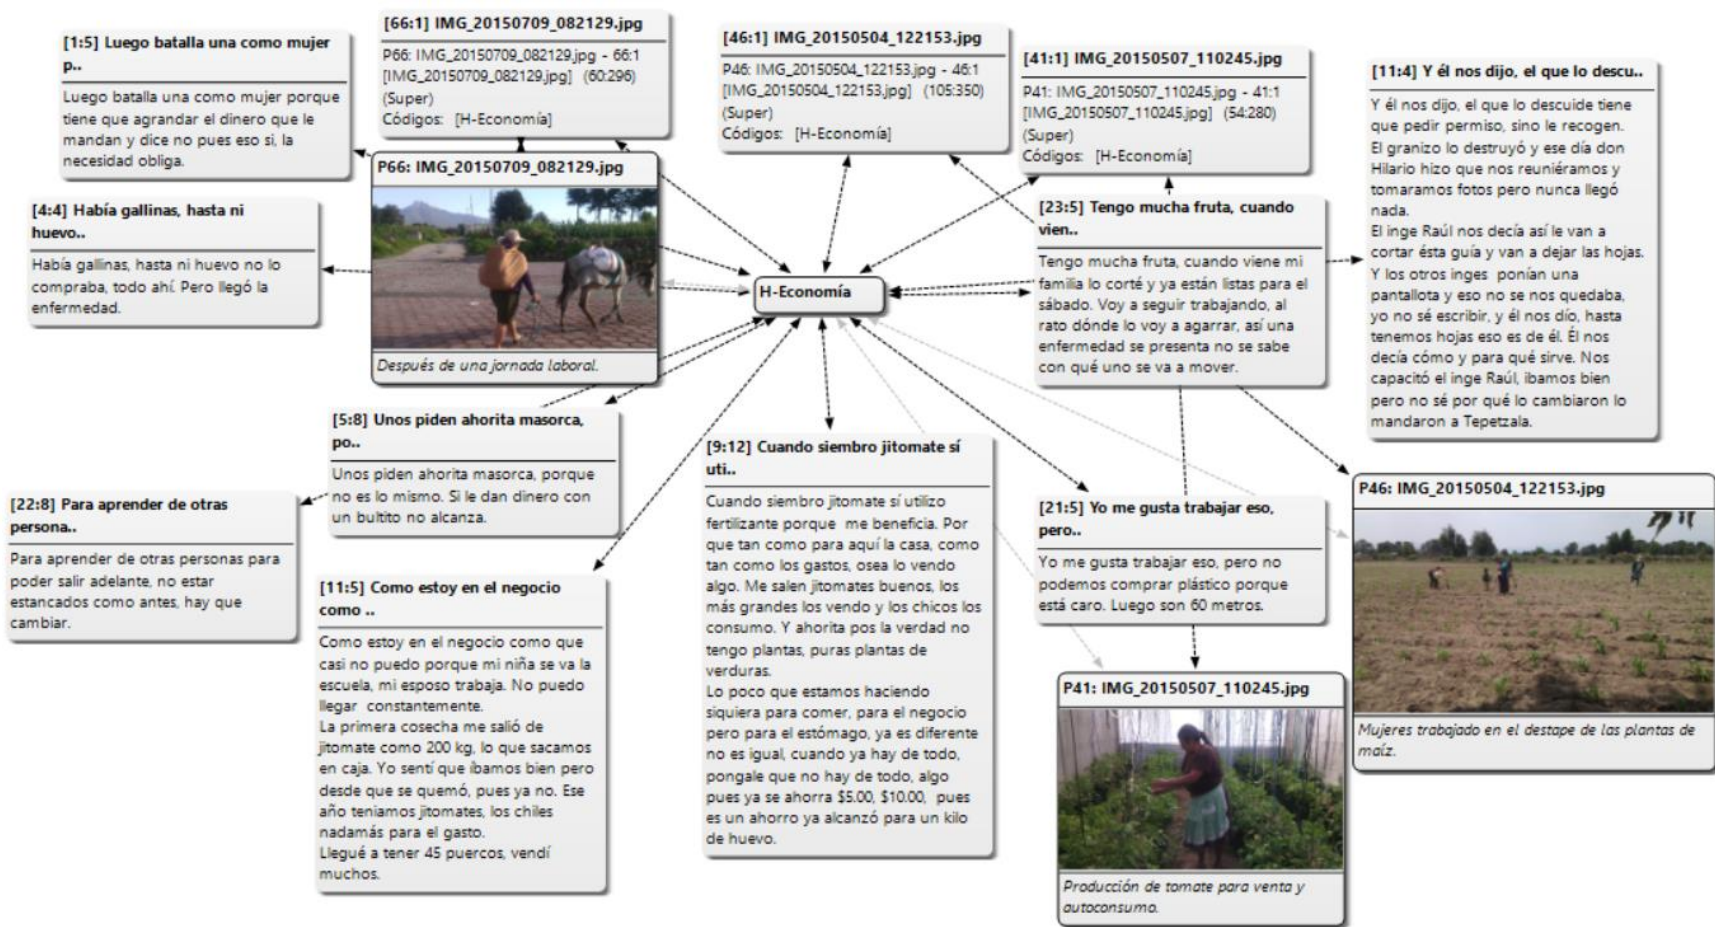 [1:5] Luego batalla una como mujer
p..
Luego batalla una como mujer porque
tiene que agrandar el dinero que le
mandan y dice no pues eso si, la
necesidad obliga.
[66:1] IMG_20150709_082129.jpg
P66: IMG_20150709_082129.jpg - 66:1
[IMG_20150709_082129.jpg] (60:296)
(Super)
Códigos: [H-Economía]
[46:1] IMG_20150504_122153.jpg
P46: IMG_20150504_122153.jpg - 46:1
[IMG_20150504_122153.jpg] (105:350)
(Super)
Códigos: [H-Economía]
[41:1] IMG_20150507_110245.jpg
P41: IMG_20150507_110245.jpg - 41:1
[IMG_20150507_110245.jpg] (54:280)
(Super)
Códigos: [H-Economía]
[11:4] Y él nos dijo, el que lo descu..
Y él nos dijo, el que lo descuide tiene
que pedir permiso, sino le recogen.
El granizo lo destruyó y ese día don
Hilario hizo que nos reuniéramos y
tomaramos fotos pero nunca llegó
nada.
El inge Raúl nos decía así le van a
cortar ésta guía y van a dejar las hojas.
Y los otros inges ponían una
pantallota y eso no se nos quedaba,
yo no sé escribir, y él nos dío, hasta
tenemos hojas eso es de él. Él nos
decía cómo y para qué sirve. Nos
capacitó el inge Raúl, ibamos bien
pero no sé por qué lo cambiaron lo
mandaron a Tepetzala.
[4:4] Había gallinas, hasta ni
huevo..
Había gallinas, hasta ni huevo no lo
compraba, todo ahí. Pero llegó la
enfermedad.
P66: IMG_20150709_082129.jpg
Después de una jornada laboral.
H-Economía
[23:5] Tengo mucha fruta, cuando
vien..
Tengo mucha fruta, cuando viene mi
familia lo corté y ya están listas para el
sábado. Voy a seguir trabajando, al
rato dónde lo voy a agarrar, así una
enfermedad se presenta no se sabe
con qué uno se va a mover.
[5:8] Unos piden ahorita masorca,
po..
Unos piden ahorita masorca, porque
no es lo mismo. Si le dan dinero con
un bultito no alcanza.
[22:8] Para aprender de otras
persona..
Para aprender de otras personas para
poder salir adelante, no estar
estancados como antes, hay que
cambiar.
[11:5] Como estoy en el negocio
como ..
Como estoy en el negocio como que
casi no puedo porque mi niña se va la
escuela, mi esposo trabaja. No puedo
llegar constantemente.
La primera cosecha me salió de
jitomate como 200 kg, lo que sacamos
en caja. Yo sentí que íbamos bien pero
desde que se quemó, pues ya no. Ese
año teniamos jitomates, los chiles
nadamás para el gasto.
Llegué a tener 45 puercos, vendí
muchos.
[9:12] Cuando siembro jitomate sí
uti..
Cuando siembro jitomate sí utilizo
fertilizante porque me beneficia. Por
que tan como para aquí la casa, como
tan como los gastos, osea lo vendo
algo. Me salen jitomates buenos, los
más grandes los vendo y los chicos los
consumo. Y ahorita pos la verdad no
tengo plantas, puras plantas de
verduras.
Lo poco que estamos haciendo
siquiera para comer, para el negocio
pero para el estómago, ya es diferente
no es igual, cuando ya hay de todo,
pongale que no hay de todo, algo
pues ya se ahorra $5.00, $10.00, pues
es un ahorro ya alcanzó para un kilo
de huevo.
[21:5] Yo me gusta trabajar eso,
pero..
Yo me gusta trabajar eso, pero no
podemos comprar plástico porque
está caro. Luego son 60 metros.
P46: IMG_20150504_122153.jpg
Mujeres trabajado en el destape de las plantas de
maíz.
P41: IMG_20150507_110245.jpg
Producción de tomate para venta y
autoconsumo.